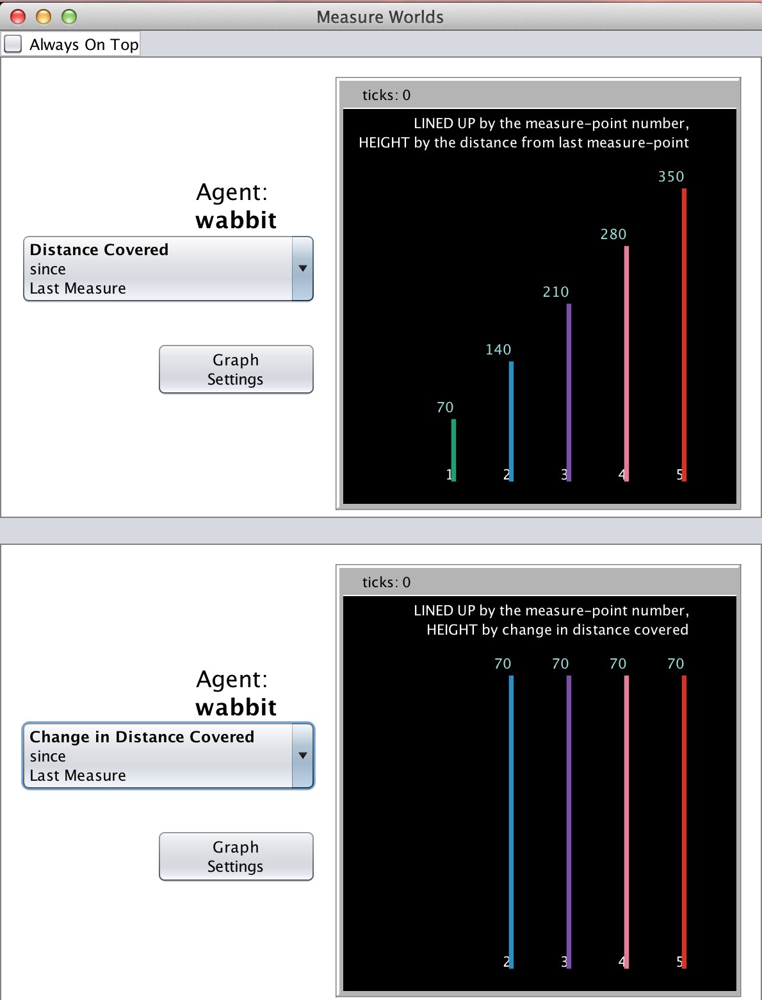 Measure Worlds
Always On Top
ticks: 0
LINED UP by the measure-point number,
HEIGHT by the distance from last measure-point
350
280
210
140
70
1
2
3
4
5
Agent:
wabbit
Distance Covered
since
Last Measure
Graph
Settings
ticks: 0
LINED UP by the measure-point number,
HEIGHT by change in distance covered
70
70
70
70
2
3
4
5
Agent:
wabbit
Change in Distance Covered
since
Last Measure
Graph
Settings